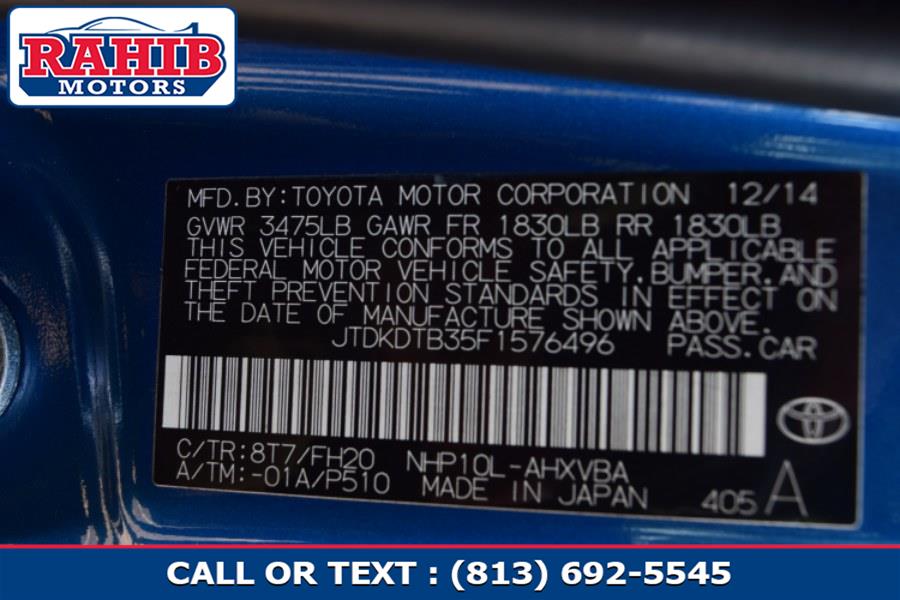 RAHIB
MOTORS
MFD.BY:TOYOTA MOTOR CORPORATION 12/14
GVWR 3475LB GAWR FR 1830LB RR 1830LB
THIS VEHICLE CONFORMS TO ALL APPLICABLE
FEDERAL MOTOR VEHICLE SAFETY,BUMPER,AND
THEFT PREVENTION STANDARDS IN EFFECT ON
THE DATE OF MANUFACTURE SHOWN ABOVE.
JTDKDTB35F1576496 PASS.CAR
C/TR:8T7/FH20 NHP10L-AHXVBA
A/TM:-01A/P510 MADE IN JAPAN 405 A
CALL OR TEXT : (813) 692-5545